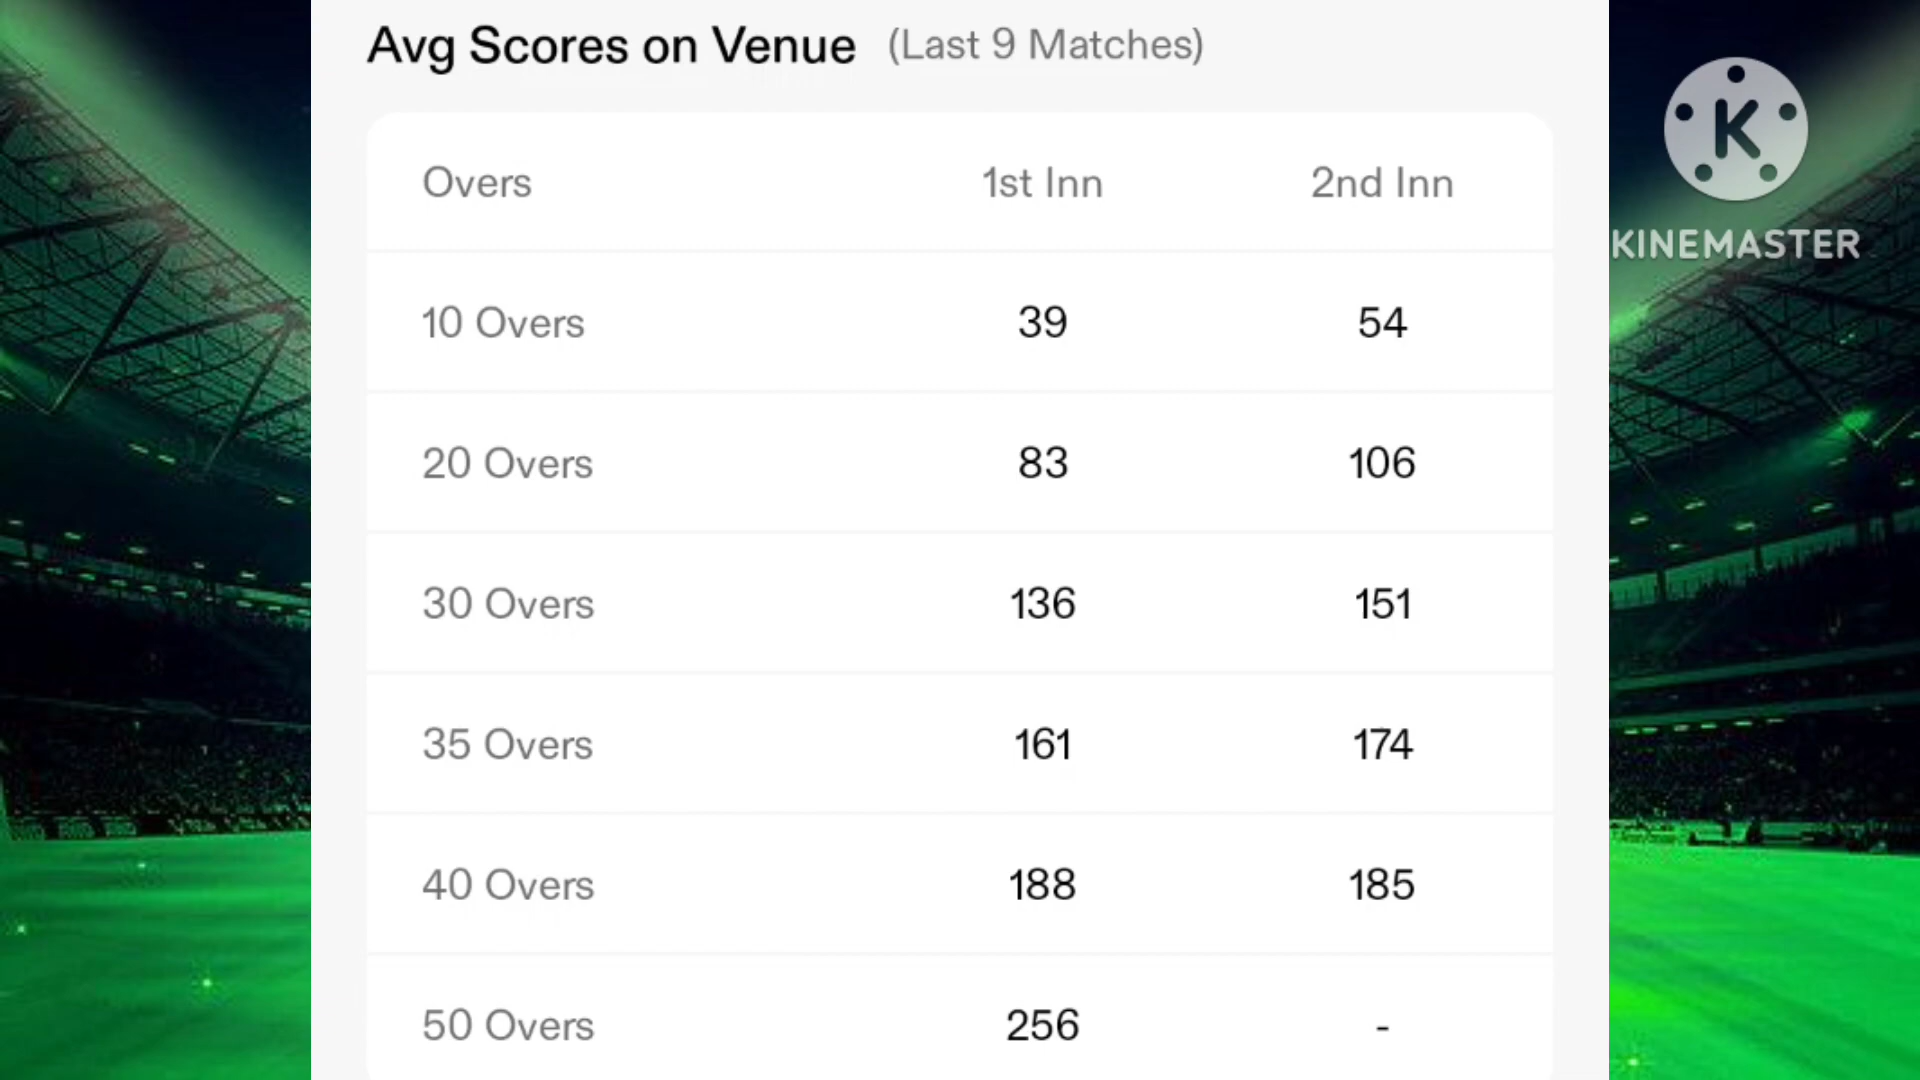 Avg Scores on Venue (Last 9 Matches)
Overs 1st Inn 2nd Inn
10 Overs 39 54
20 Overs 83 106
30 Overs 136 151
35 Overs 161 174
40 Overs 188 185
50 Overs 256 -
K
KINEMASTER